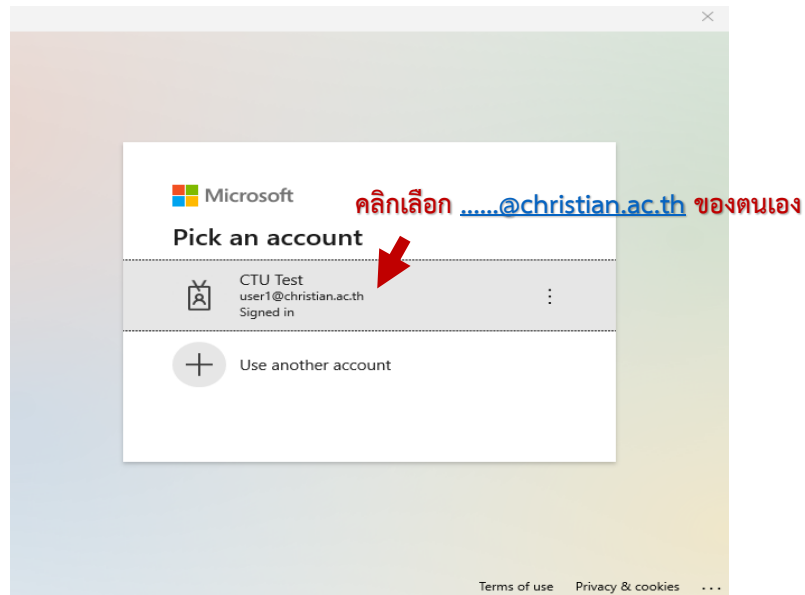 Microsoft
คลิกเลือก ......@christian.ac.th ของตนเอง
Pick an account
CTU Test
user1@christian.ac.th
Signed in
Use another account
Terms of use Privacy & cookies ...